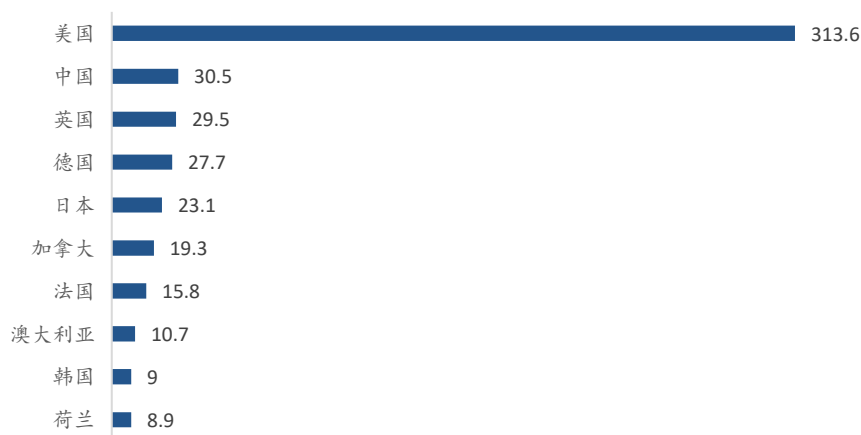 美国 313.6
中国 30.5
英国 29.5
德国 27.7
日本 23.1
加拿大 19.3
法国 15.8
澳大利亚 10.7
韩国 9
荷兰 8.9